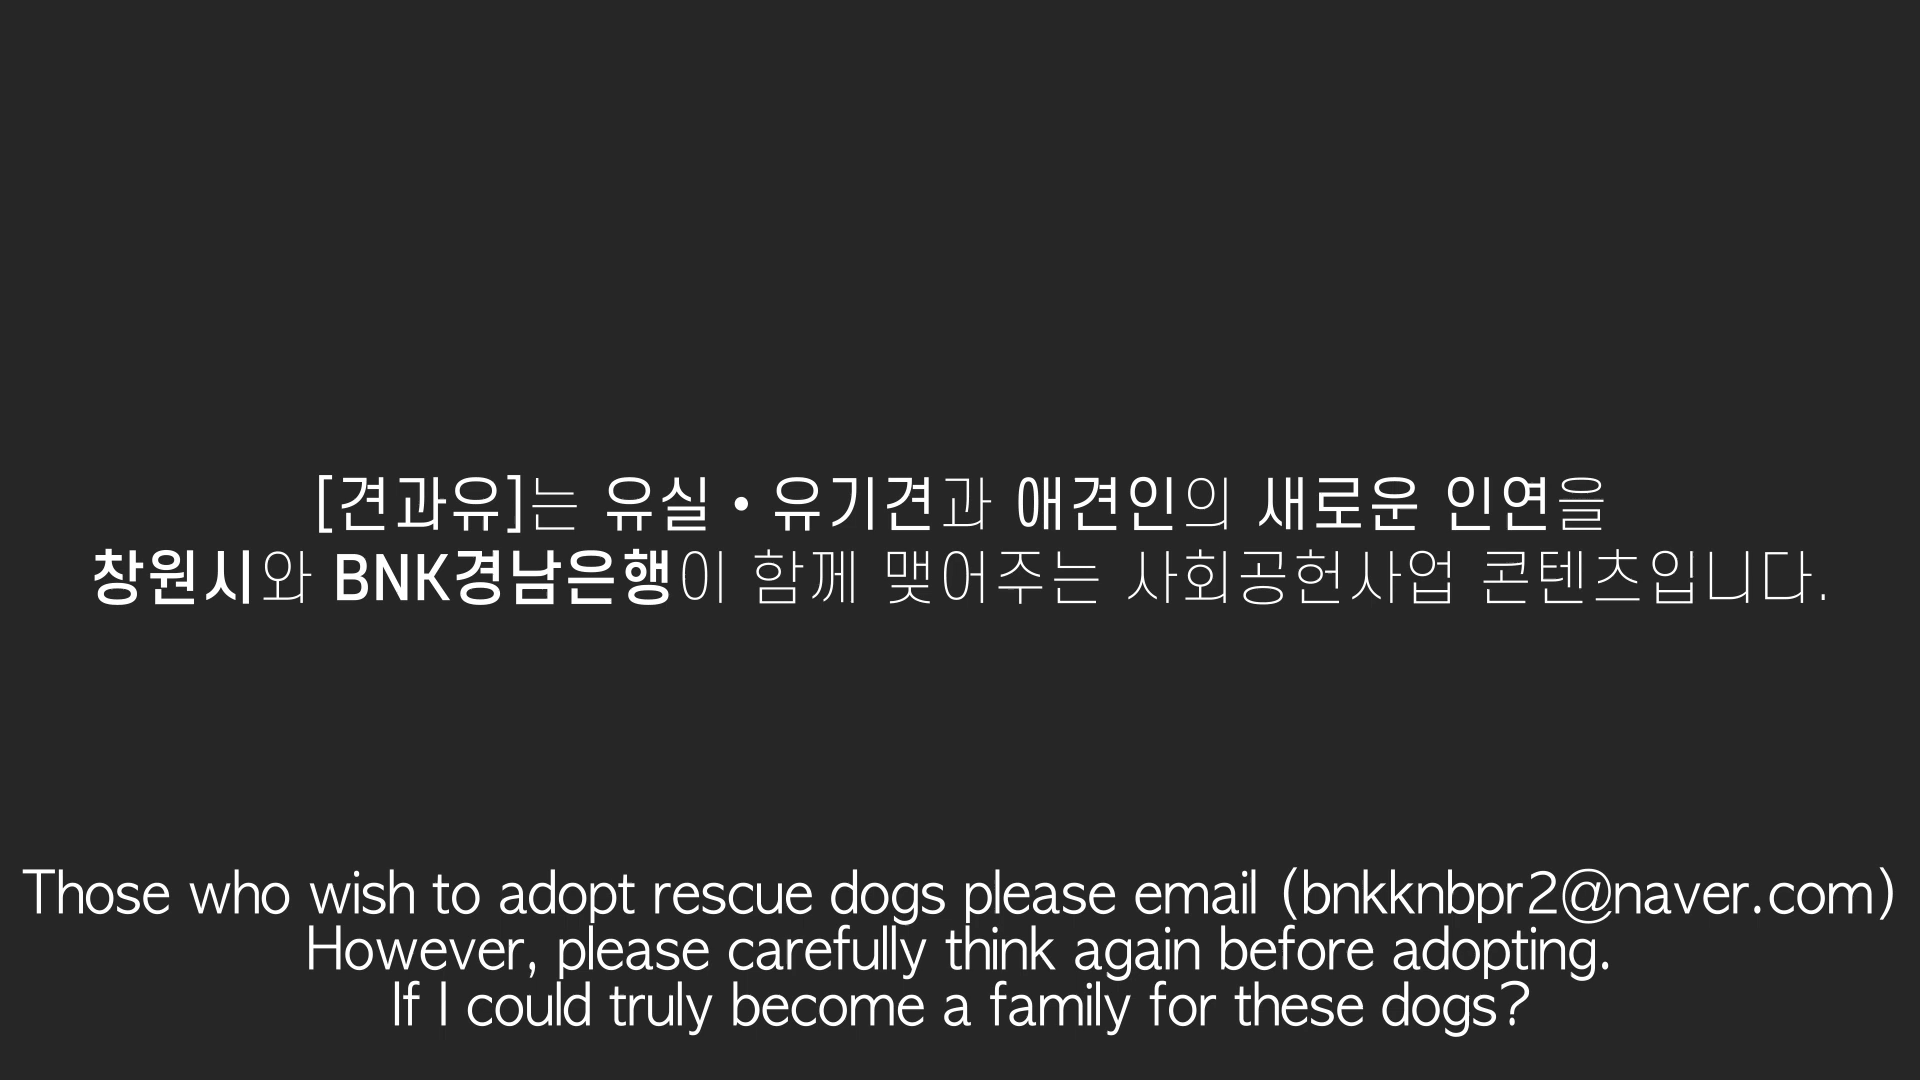 [견과유]는 유실・유기견과 애견인의 새로운 인연을
창원시와 BNK경남은행이 함께 맺어주는 사회공헌사업 콘텐츠입니다.
Those who wish to adopt rescue dogs please email (bnkknbpr2@naver.com)
However, please carefully think again before adopting.
If I could truly become a family for these dogs?